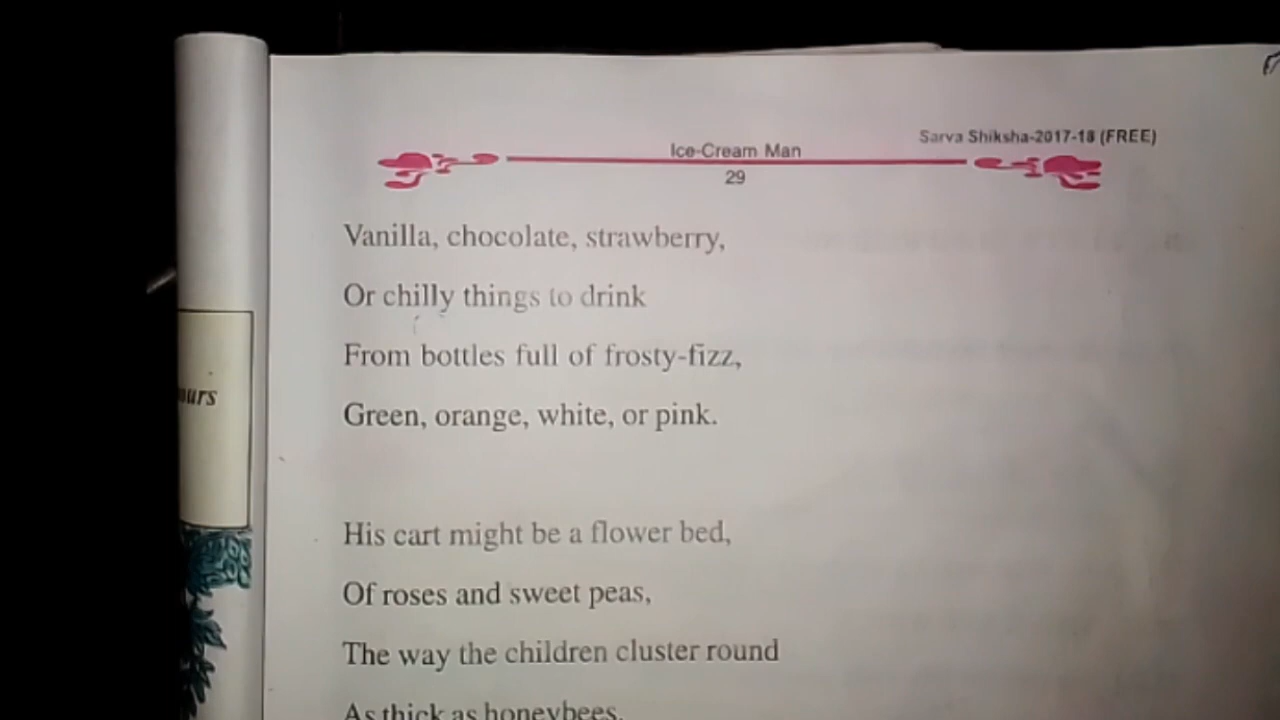 Sarva Shiksha-2017-18 (FREE)
Ice-Cream Man
29
Vanilla, chocolate, strawberry,
Or chilly things to drink
From bottles full of frosty-fizz,
Green, orange, white, or pink.
His cart might be a flower bed,
Of roses and sweet peas,
The way the children cluster round
As thick as honeybees.